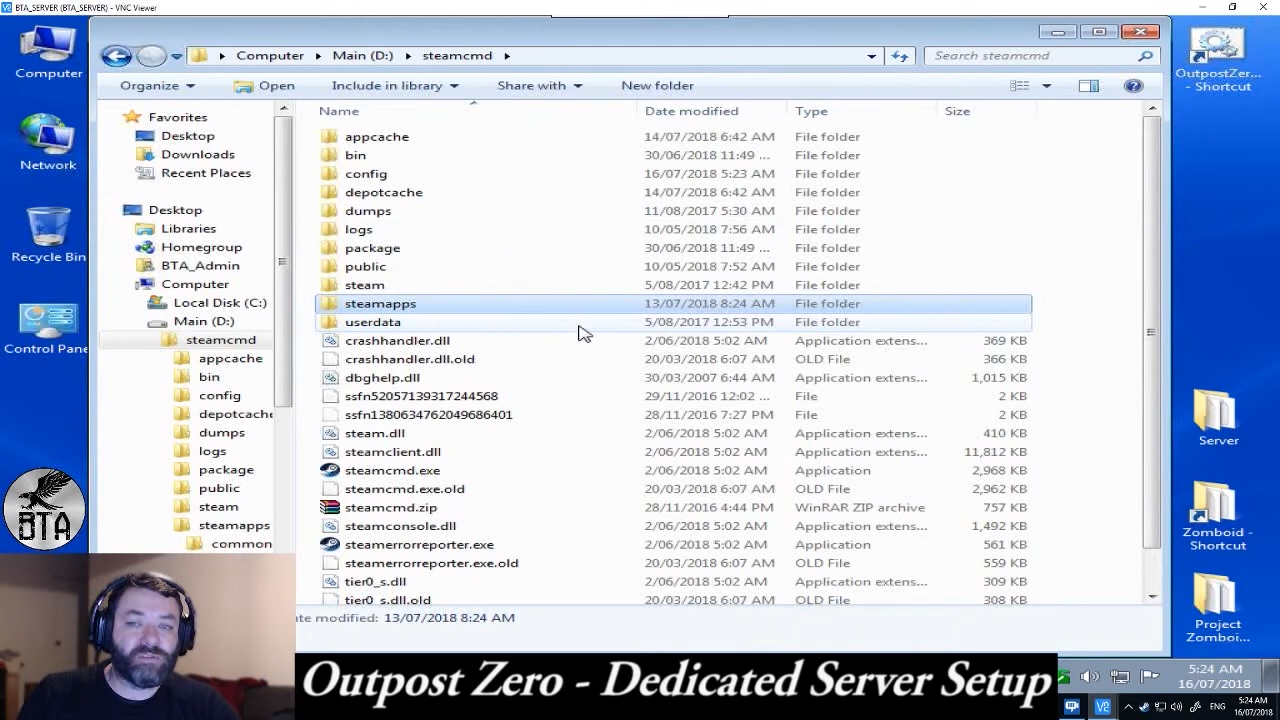 BTA_SERVER (BTA_SERVER) - VNC Viewer
Computer
Network
Recycle Bin
Control Pane
BTA
Computer Main (D:) steamcmd
Search steamcmd
Organize Open Include in library Share with New folder
Favorites
Desktop
Downloads
Recent Places
Desktop
Libraries
Homegroup
BTA_Admin
Computer
Local Disk (C:)
Main (D:)
steamcmd
appcache
bin
config
depotcache
dumps
logs
package
public
steam
steamapps
common
Name Date modified Type Size
appcache 14/07/2018 6:42 AM File folder
bin 30/06/2018 11:49 ... File folder
config 16/07/2018 5:23 AM File folder
depotcache 14/07/2018 6:42 AM File folder
dumps 11/08/2017 5:30 AM File folder
logs 10/05/2018 7:56 AM File folder
package 30/06/2018 11:49 ... File folder
public 10/05/2018 7:52 AM File folder
steam 5/08/2017 12:42 PM File folder
steamapps 13/07/2018 8:24 AM File folder
userdata 5/08/2017 12:53 PM File folder
crashhandler.dll 2/06/2018 5:02 AM Application extens... 369 KB
crashhandler.dll.old 20/03/2018 6:07 AM OLD File 366 KB
dbghelp.dll 30/03/2007 6:44 AM Application extens... 1,015 KB
ssfn52057139317244568 29/11/2016 12:02 ... File 2 KB
ssfn1380634762049686401 28/11/2016 7:27 PM File 2 KB
steam.dll 2/06/2018 5:02 AM Application extens... 410 KB
steamclient.dll 2/06/2018 5:02 AM Application extens... 11,812 KB
steamcmd.exe 2/06/2018 5:02 AM Application 2,968 KB
steamcmd.exe.old 20/03/2018 6:07 AM OLD File 2,962 KB
steamcmd.zip 28/11/2016 4:44 PM WinRAR ZIP archive 757 KB
steamconsole.dll 2/06/2018 5:02 AM Application extens... 1,492 KB
steamerrorreporter.exe 2/06/2018 5:02 AM Application 561 KB
steamerrorreporter.exe.old 20/03/2018 6:07 AM OLD File 559 KB
tier0_s.dll 2/06/2018 5:02 AM Application extens... 309 KB
tier0_s.dll.old 20/03/2018 6:07 AM OLD File 308 KB
te modified: 13/07/2018 8:24 AM
OutpostZer...
- Shortcut
Server
Zomboid -
Shortcut
Project
Zomboi...
Outpost Zero - Dedicated Server Setup
5:24 AM
16/07/2018
ENG
5:24 AM
16/07/2018